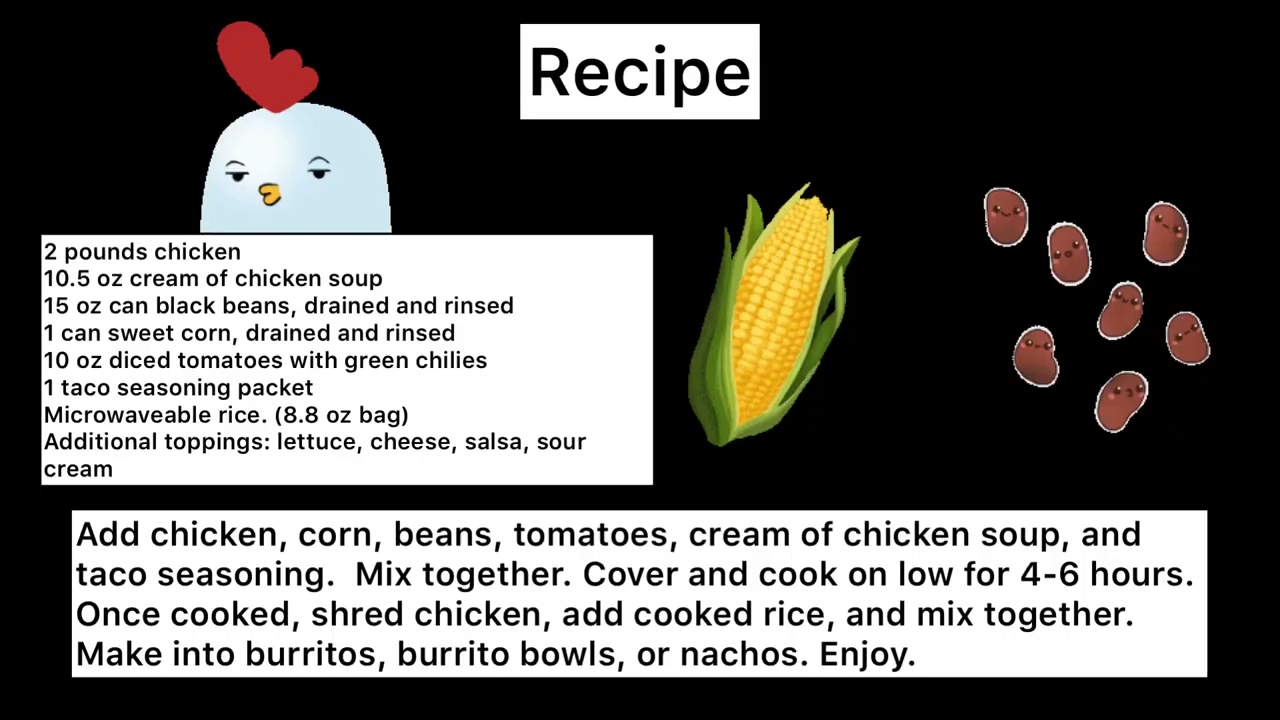 Recipe
2 pounds chicken
10.5 oz cream of chicken soup
15 oz can black beans, drained and rinsed
1 can sweet corn, drained and rinsed
10 oz diced tomatoes with green chilies
1 taco seasoning packet
Microwaveable rice. (8.8 oz bag)
Additional toppings: lettuce, cheese, salsa, sour
cream
Add chicken, corn, beans, tomatoes, cream of chicken soup, and
taco seasoning.  Mix together. Cover and cook on low for 4-6 hours.
Once cooked, shred chicken, add cooked rice, and mix together.
Make into burritos, burrito bowls, or nachos. Enjoy.